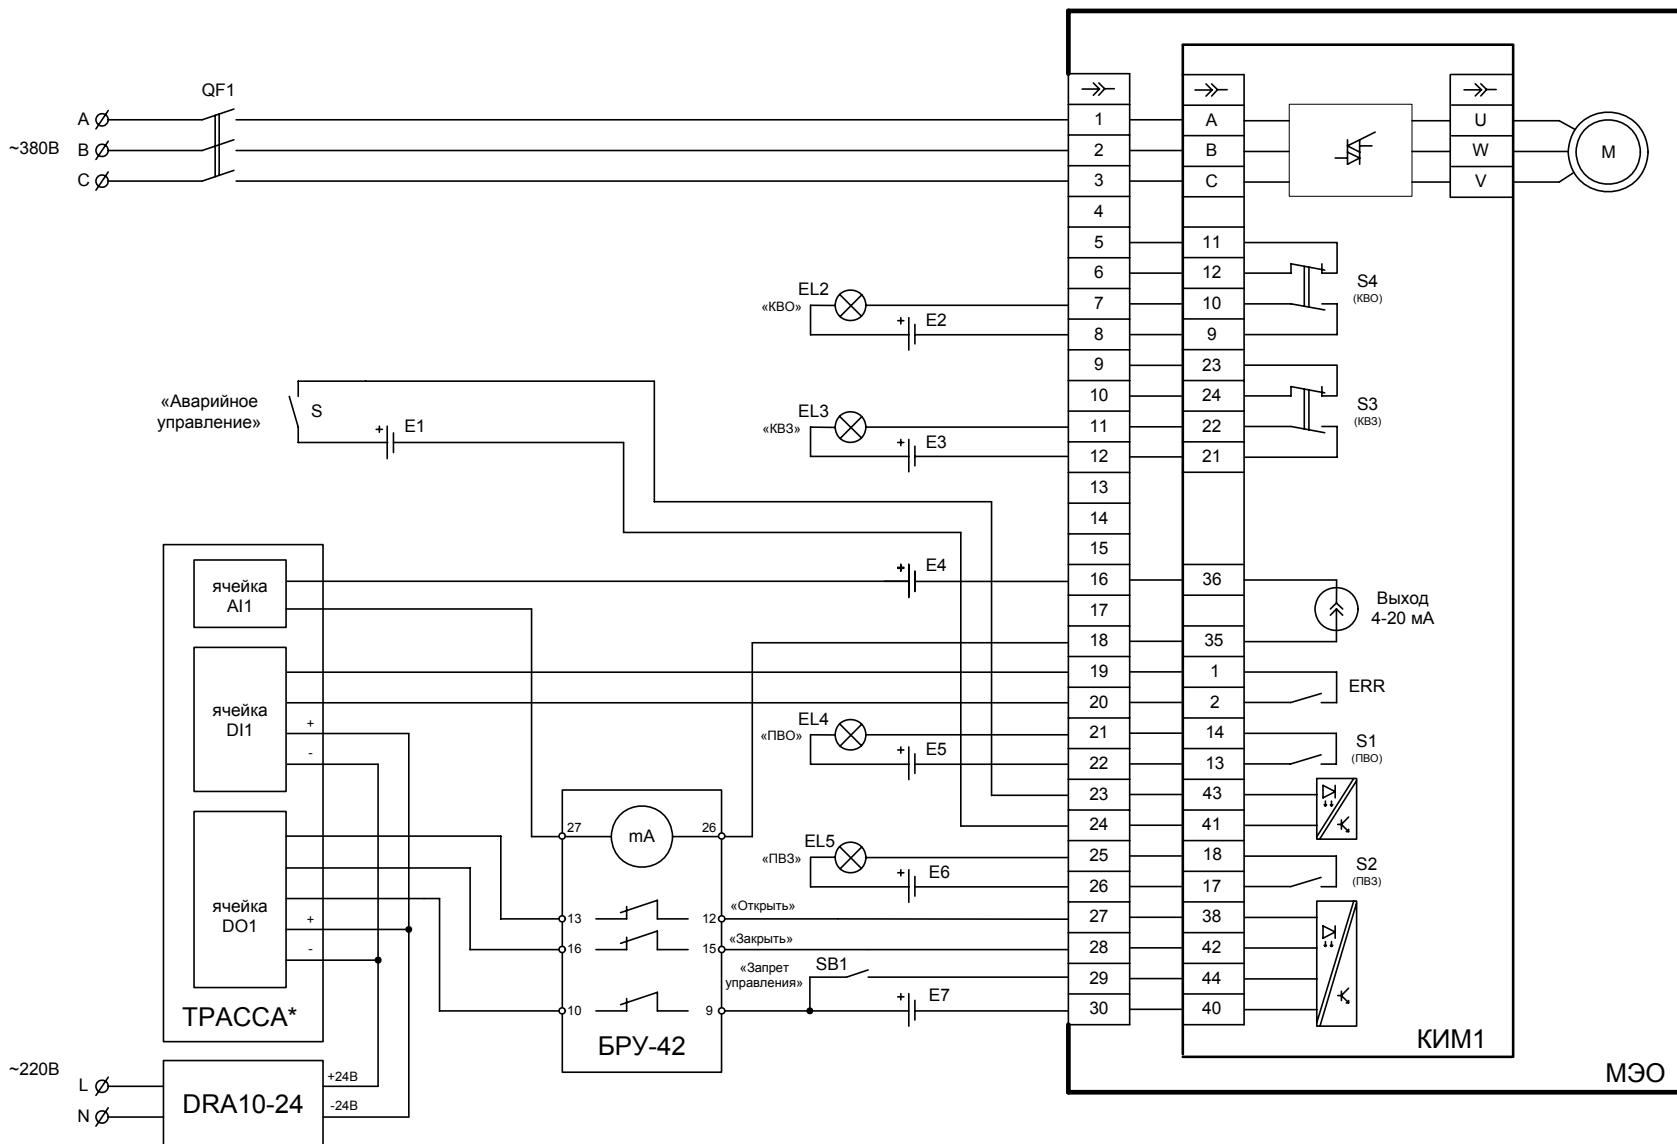 QF1
A
~380В
B
C
1
A
U
2
B
W
M
3
C
V
4
5
11
6
12
S4
(КВО)
EL2
«КВО»
7
10
E2
8
9
9
23
10
24
S3
(КВЗ)
«Аварийное
управление»
S
E1
EL3
«КВЗ»
11
22
E3
12
21
13
14
15
E4
16
36
Выход
4-20 мА
17
18
35
ячейка
AI1
19
1
ERR
20
2
ячейка
DI1
+
-
EL4
«ПВО»
21
14
S1
(ПВО)
E5
22
13
23
43
24
41
27
mA
26
EL5
«ПВЗ»
25
18
S2
(ПВЗ)
E6
26
17
ячейка
DO1
+
-
13
12
«Открыть»
27
38
16
15
«Закрыть»
28
42
«Запрет
управления»
SB1
29
44
10
9
E7
30
40
ТРАССА*
БРУ-42
КИМ1
МЭО
~220В
L
N
DRA10-24
+24В
-24В